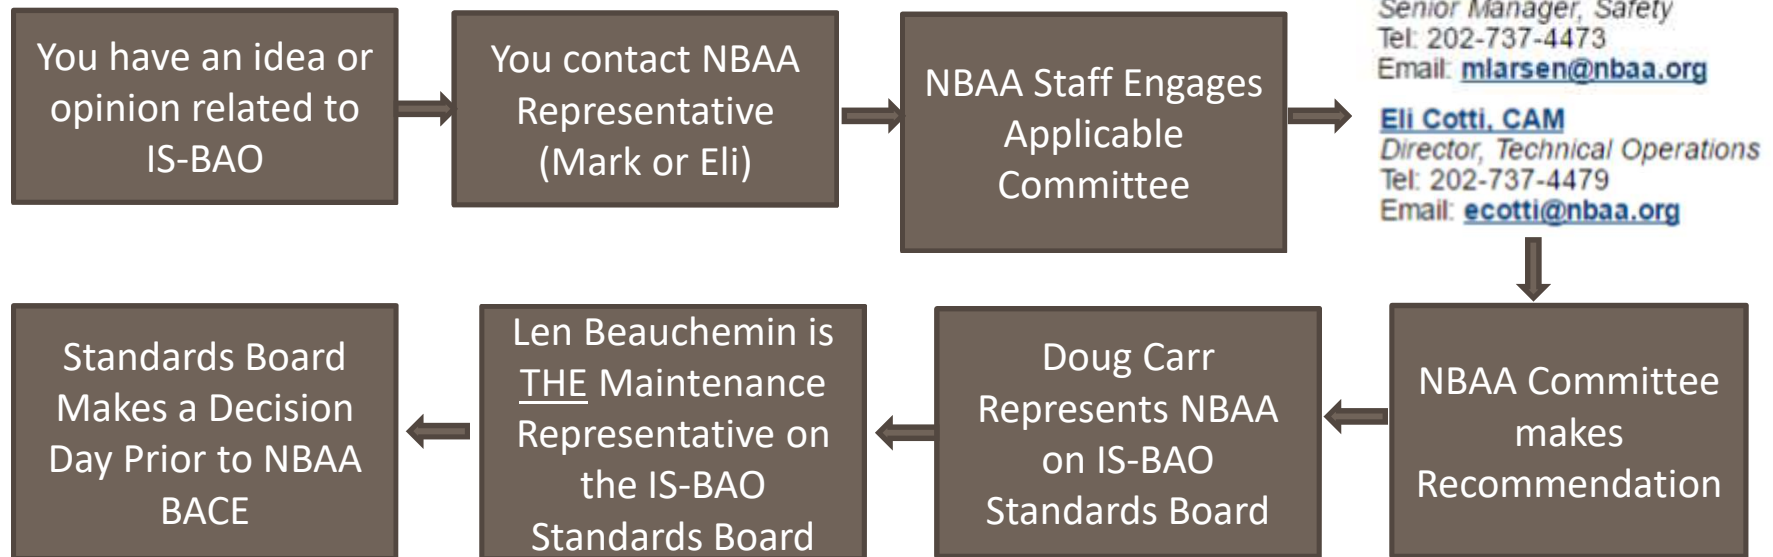 You have an idea or
opinion related to
IS-BAO
You contact NBAA
Representative
(Mark or Eli)
NBAA Staff Engages
Applicable
Committee
Senior Manager, Safety
Tel: 202-737-4473
Email: mlarsen@nbaa.org
Eli Cotti, CAM
Director, Technical Operations
Tel: 202-737-4479
Email: ecotti@nbaa.org
NBAA Committee
makes
Recommendation
Doug Carr
Represents NBAA
on IS-BAO
Standards Board
Len Beauchemin is
THE Maintenance
Representative on
the IS-BAO
Standards Board
Standards Board
Makes a Decision
Day Prior to NBAA
BACE